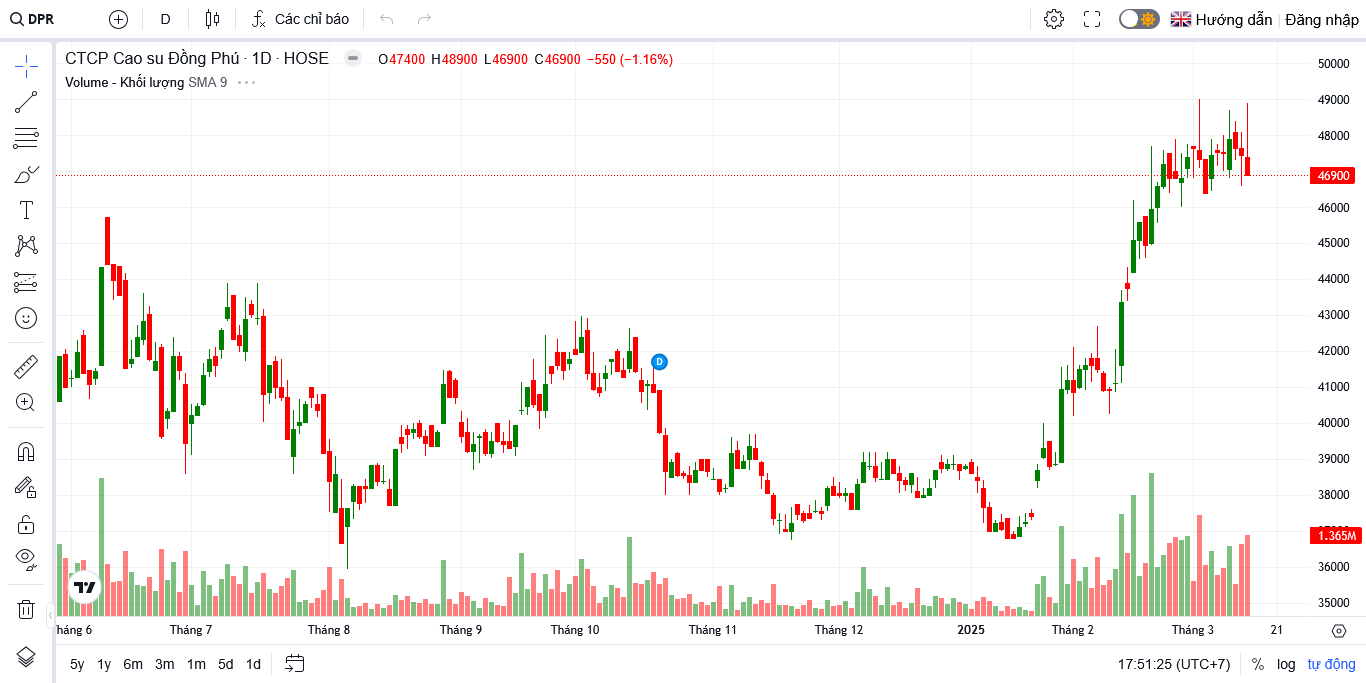 DPR D Các chỉ báo Hướng dẫn Đăng nhập
CTCP Cao su Đồng Phú · 1D · HOSE O47400 H48900 L46900 C46900 −550 (−1.16%)
Volume - Khối lượng SMA 9
50000
49000
48000
46900
46000
45000
44000
43000
42000
D
41000
40000
39000
38000
1.365M
36000
35000
háng 6 Tháng 7 Tháng 8 Tháng 9 Tháng 10 Tháng 11 Tháng 12 2025 Tháng 2 Tháng 3 21
5y 1y 6m 3m 1m 5d 1d 17:51:25 (UTC+7) % log tự động